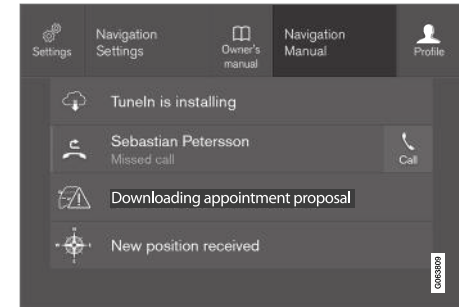 Settings
Navigation
Settings
Owner's
manual
Navigation
Manual
Profile
TuneIn is installing
Sebastian Petersson
Missed call
Call
Downloading appointment proposal
New position received
G063809